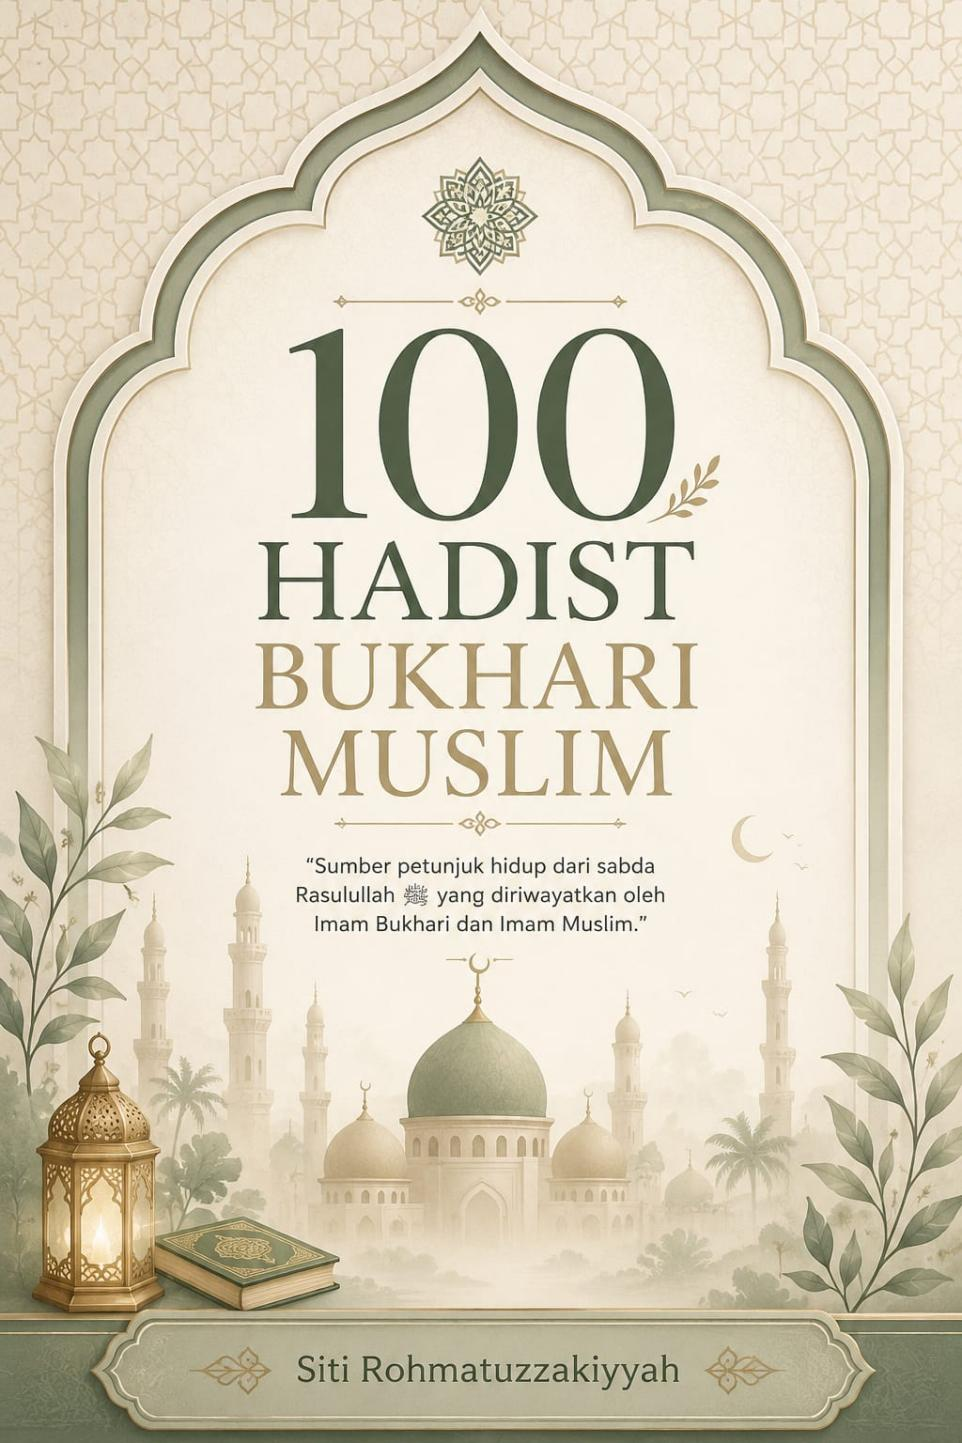 100
HADIST
BUKHARI
MUSLIM
“Sumber petunjuk hidup dari sabda
Rasulullah ﷺ yang diriwayatkan oleh
Imam Bukhari dan Imam Muslim.”
Siti Rohmatuzzakiyyah